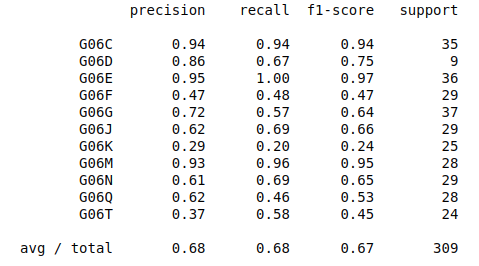 precision recall f1-score support
G06C 0.94 0.94 0.94 35
G06D 0.86 0.67 0.75 9
G06E 0.95 1.00 0.97 36
G06F 0.47 0.48 0.47 29
G06G 0.72 0.57 0.64 37
G06J 0.62 0.69 0.66 29
G06K 0.29 0.20 0.24 25
G06M 0.93 0.96 0.95 28
G06N 0.61 0.69 0.65 29
G06Q 0.62 0.46 0.53 28
G06T 0.37 0.58 0.45 24
avg / total 0.68 0.68 0.67 309